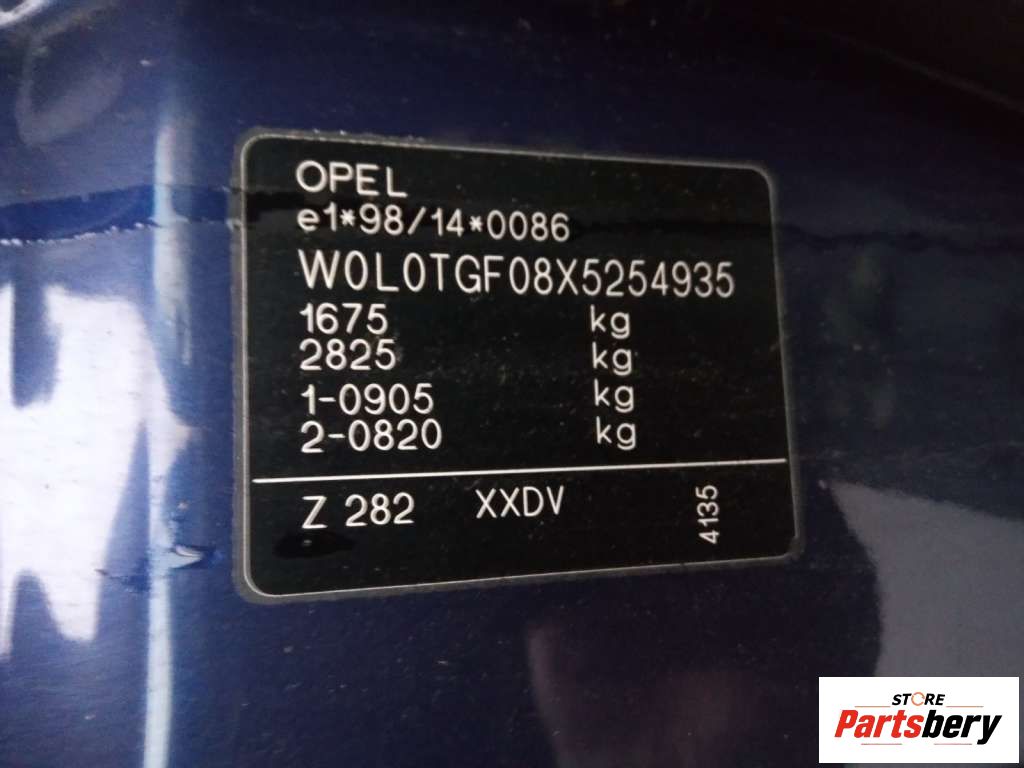 OPEL
e1*98/14*0086
W0L0TGF08X5254935
1675 kg
2825 kg
1-0905 kg
2-0820 kg
Z 282 XXDV 4135
STORE
Partsbery